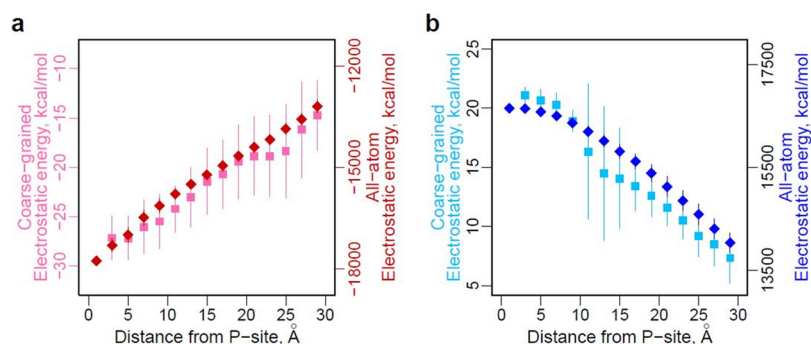 a
Coarse−grained
Electrostatic energy, kcal/mol
−10
−15
−20
−25
−30
−12000
−15000
−18000
All−atom
Electrostatic energy, kcal/mol
0 5 10 15 20 25 30
Distance from P−site, Å
b
Coarse−grained
Electrostatic energy, kcal/mol
25
20
15
10
5
17500
15500
13500
All−atom
Electrostatic energy, kcal/mol
0 5 10 15 20 25 30
Distance from P−site, Å